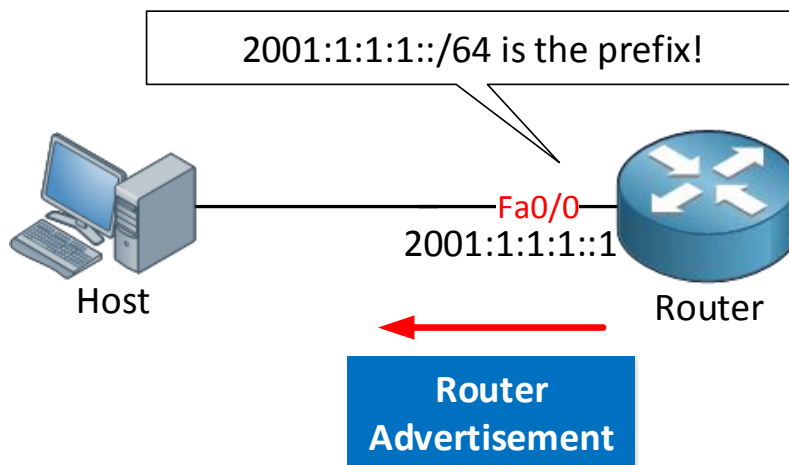 2001:1:1:1::/64 is the prefix!
Fa0/0
2001:1:1:1::1
Host
Router
Router
Advertisement